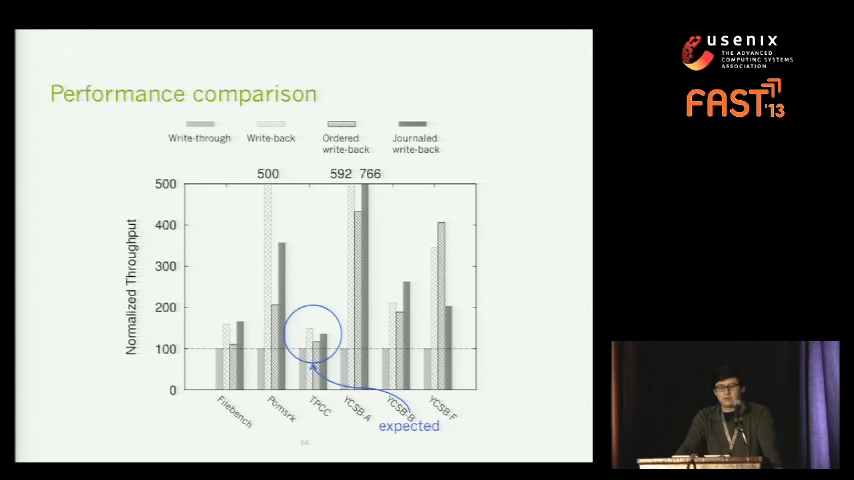 usenix
THE ADVANCED
COMPUTING SYSTEMS
ASSOCIATION
FAST'13
Performance comparison
Write-through
Write-back
Ordered
write-back
Journaled
write-back
500
592
766
500
400
300
200
100
0
Normalized Throughput
Filebench
Pomsrk
TPCC
YCSB-A
YCSB-B
YCSB-F
expected